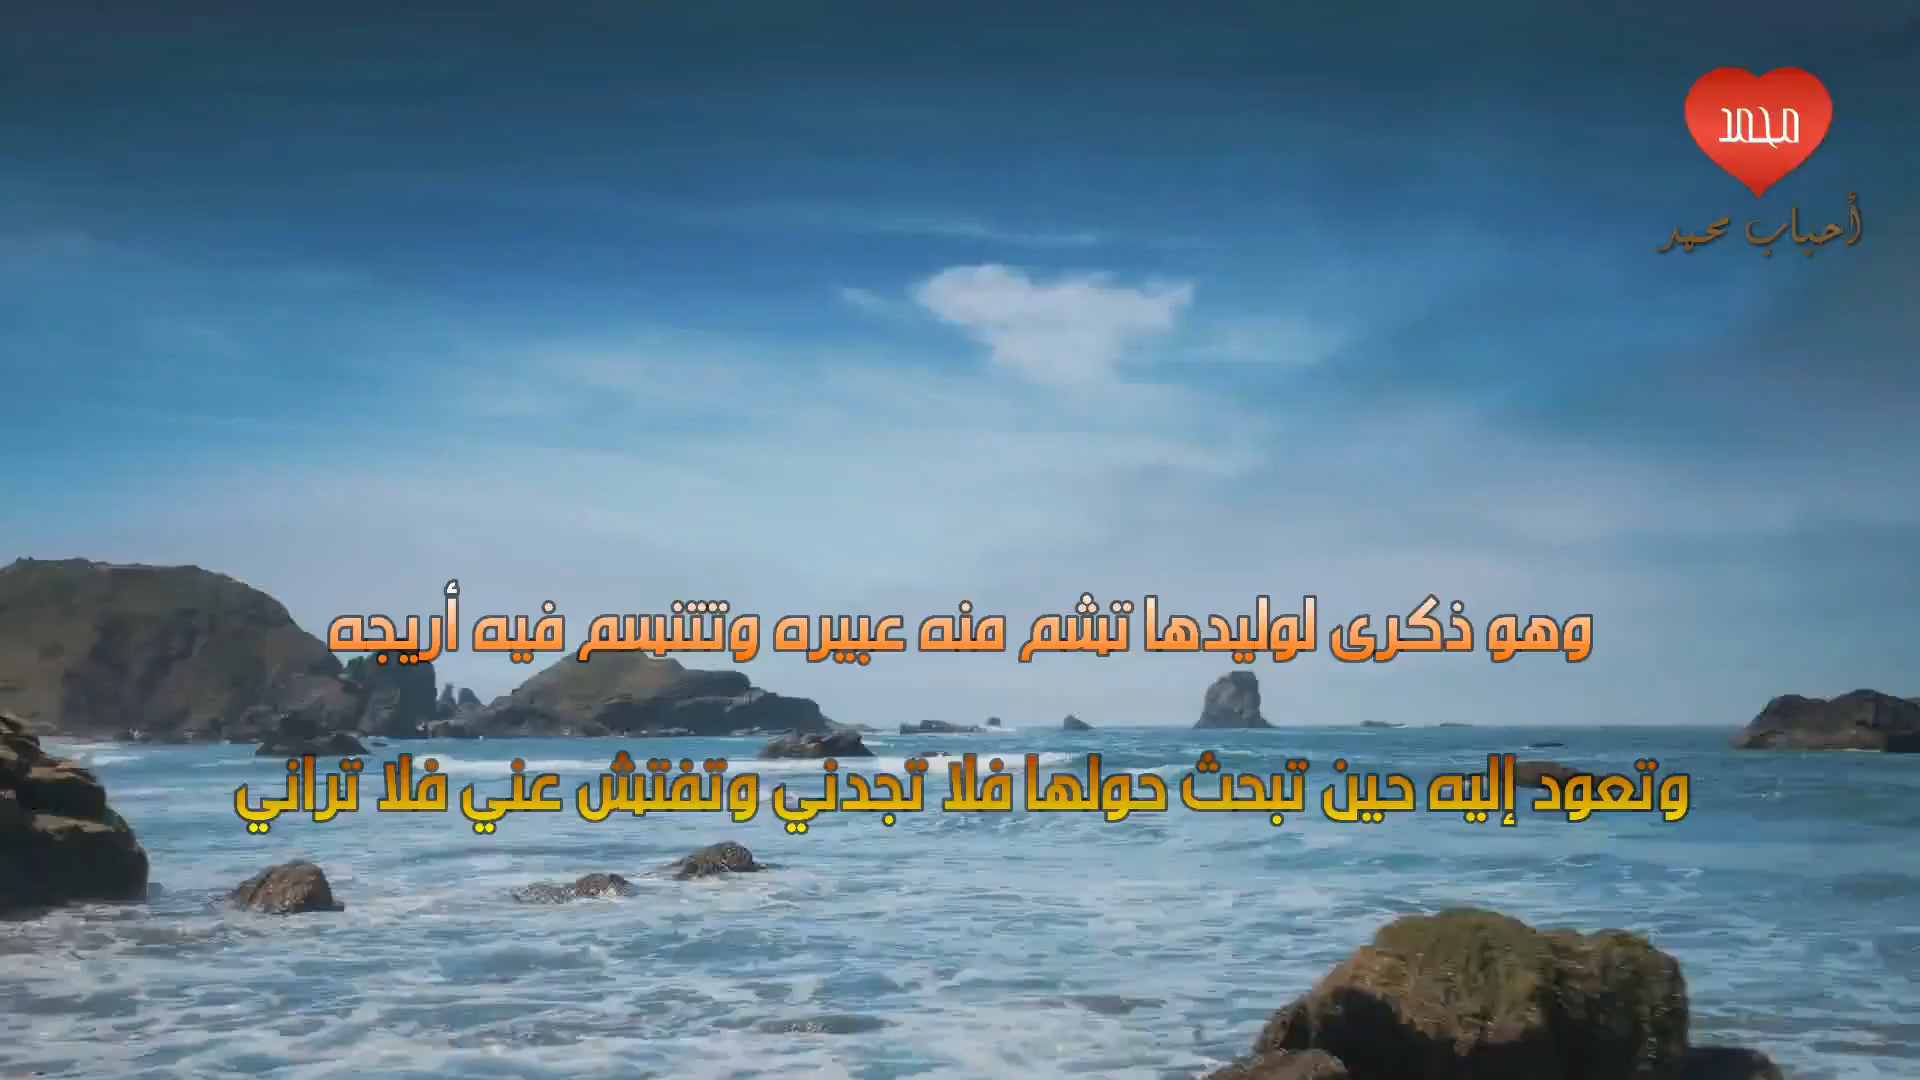 محمد
أحباب محمد
وهو ذكرى لوليدها تشم منه عبيره وتتنسم فيه أريجه
وتعود إليه حين تبحث حولها فلا تجدني وتفتش عني فلا تراني